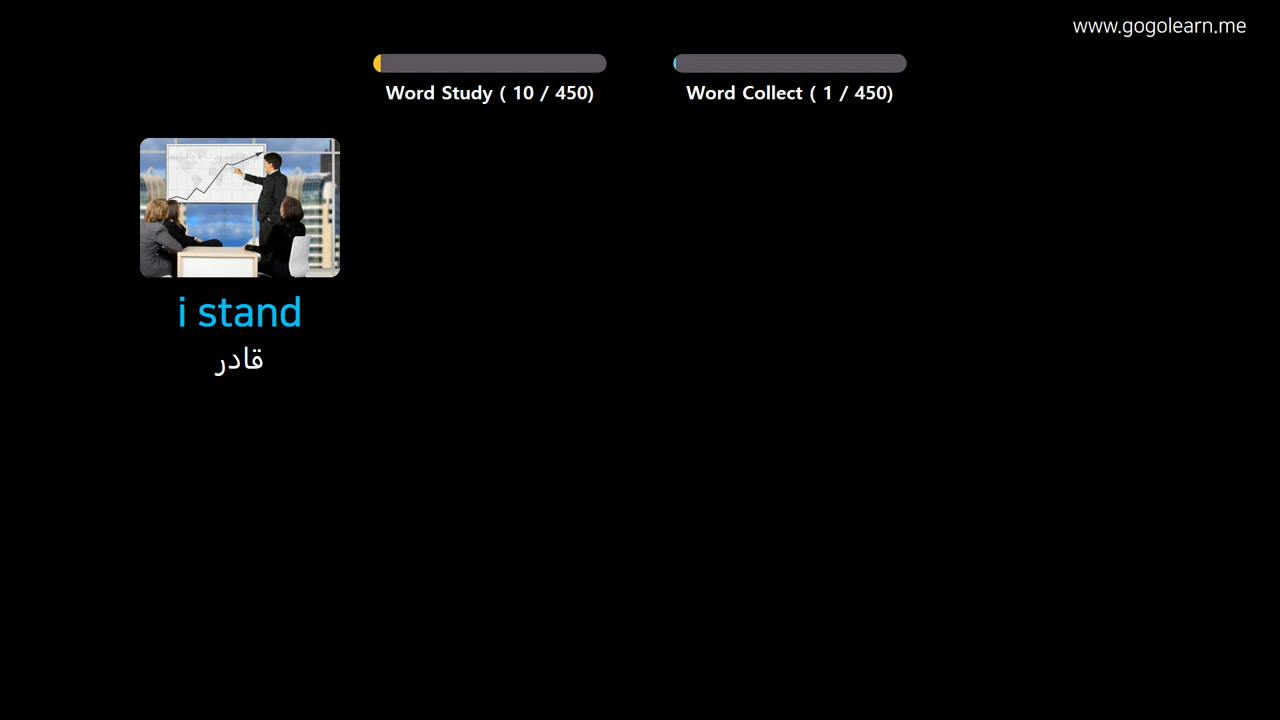 www.gogolearn.me
Word Study ( 10 / 450)
Word Collect ( 1 / 450)
i stand
قادر